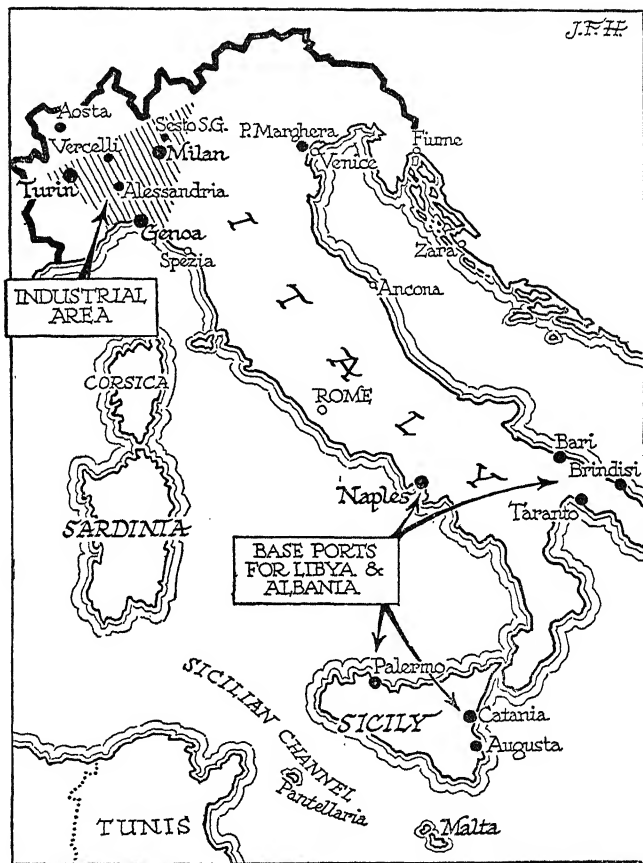 J.F.H.
Aosta
Sesto S.G.
Vercelli
Milan
P. Marghera
Venice
Fiume
Turin
Alessandria
Genoa
Spezia
Zara
INDUSTRIAL
AREA
Ancona
ITALY
CORSICA
ROME
Bari
Brindisi
Naples
Taranto
SARDINIA
BASE PORTS
FOR LIBYA &
ALBANIA
Palermo
SICILIAN CHANNEL
SICILY
Catania
Augusta
Pantellaria
TUNIS
Malta